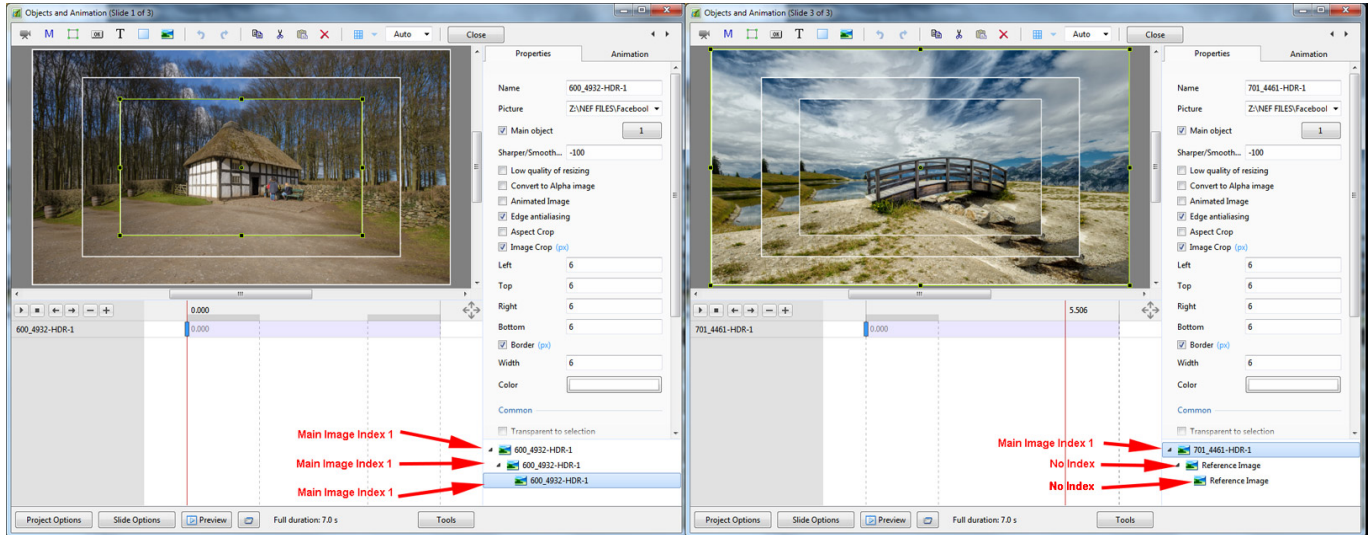 Objects and Animation (Slide 1 of 3)
M OK T Auto Close
Properties Animation
Name 600_4932-HDR-1
Picture Z:\NEF FILES\Facebool
Main object 1
Sharper/Smooth... -100
Low quality of resizing
Convert to Alpha image
Animated Image
Edge antialiasing
Aspect Crop
Image Crop (px)
Left 6
Top 6
Right 6
Bottom 6
Border (px)
Width 6
Color
Common
Transparent to selection
0.000
600_4932-HDR-1 0.000
Main Image Index 1 600_4932-HDR-1
Main Image Index 1 600_4932-HDR-1
Main Image Index 1 600_4932-HDR-1
Project Options Slide Options Preview Full duration: 7.0 s Tools
Objects and Animation (Slide 3 of 3)
M OK T Auto Close
Properties Animation
Name 701_4461-HDR-1
Picture Z:\NEF FILES\Facebool
Main object 1
Sharper/Smooth... -100
Low quality of resizing
Convert to Alpha image
Animated Image
Edge antialiasing
Aspect Crop
Image Crop (px)
Left 6
Top 6
Right 6
Bottom 6
Border (px)
Width 6
Color
Common
Transparent to selection
5.506
701_4461-HDR-1 0.000
Main Image Index 1 701_4461-HDR-1
No Index Reference Image
No Index Reference Image
Project Options Slide Options Preview Full duration: 7.0 s Tools